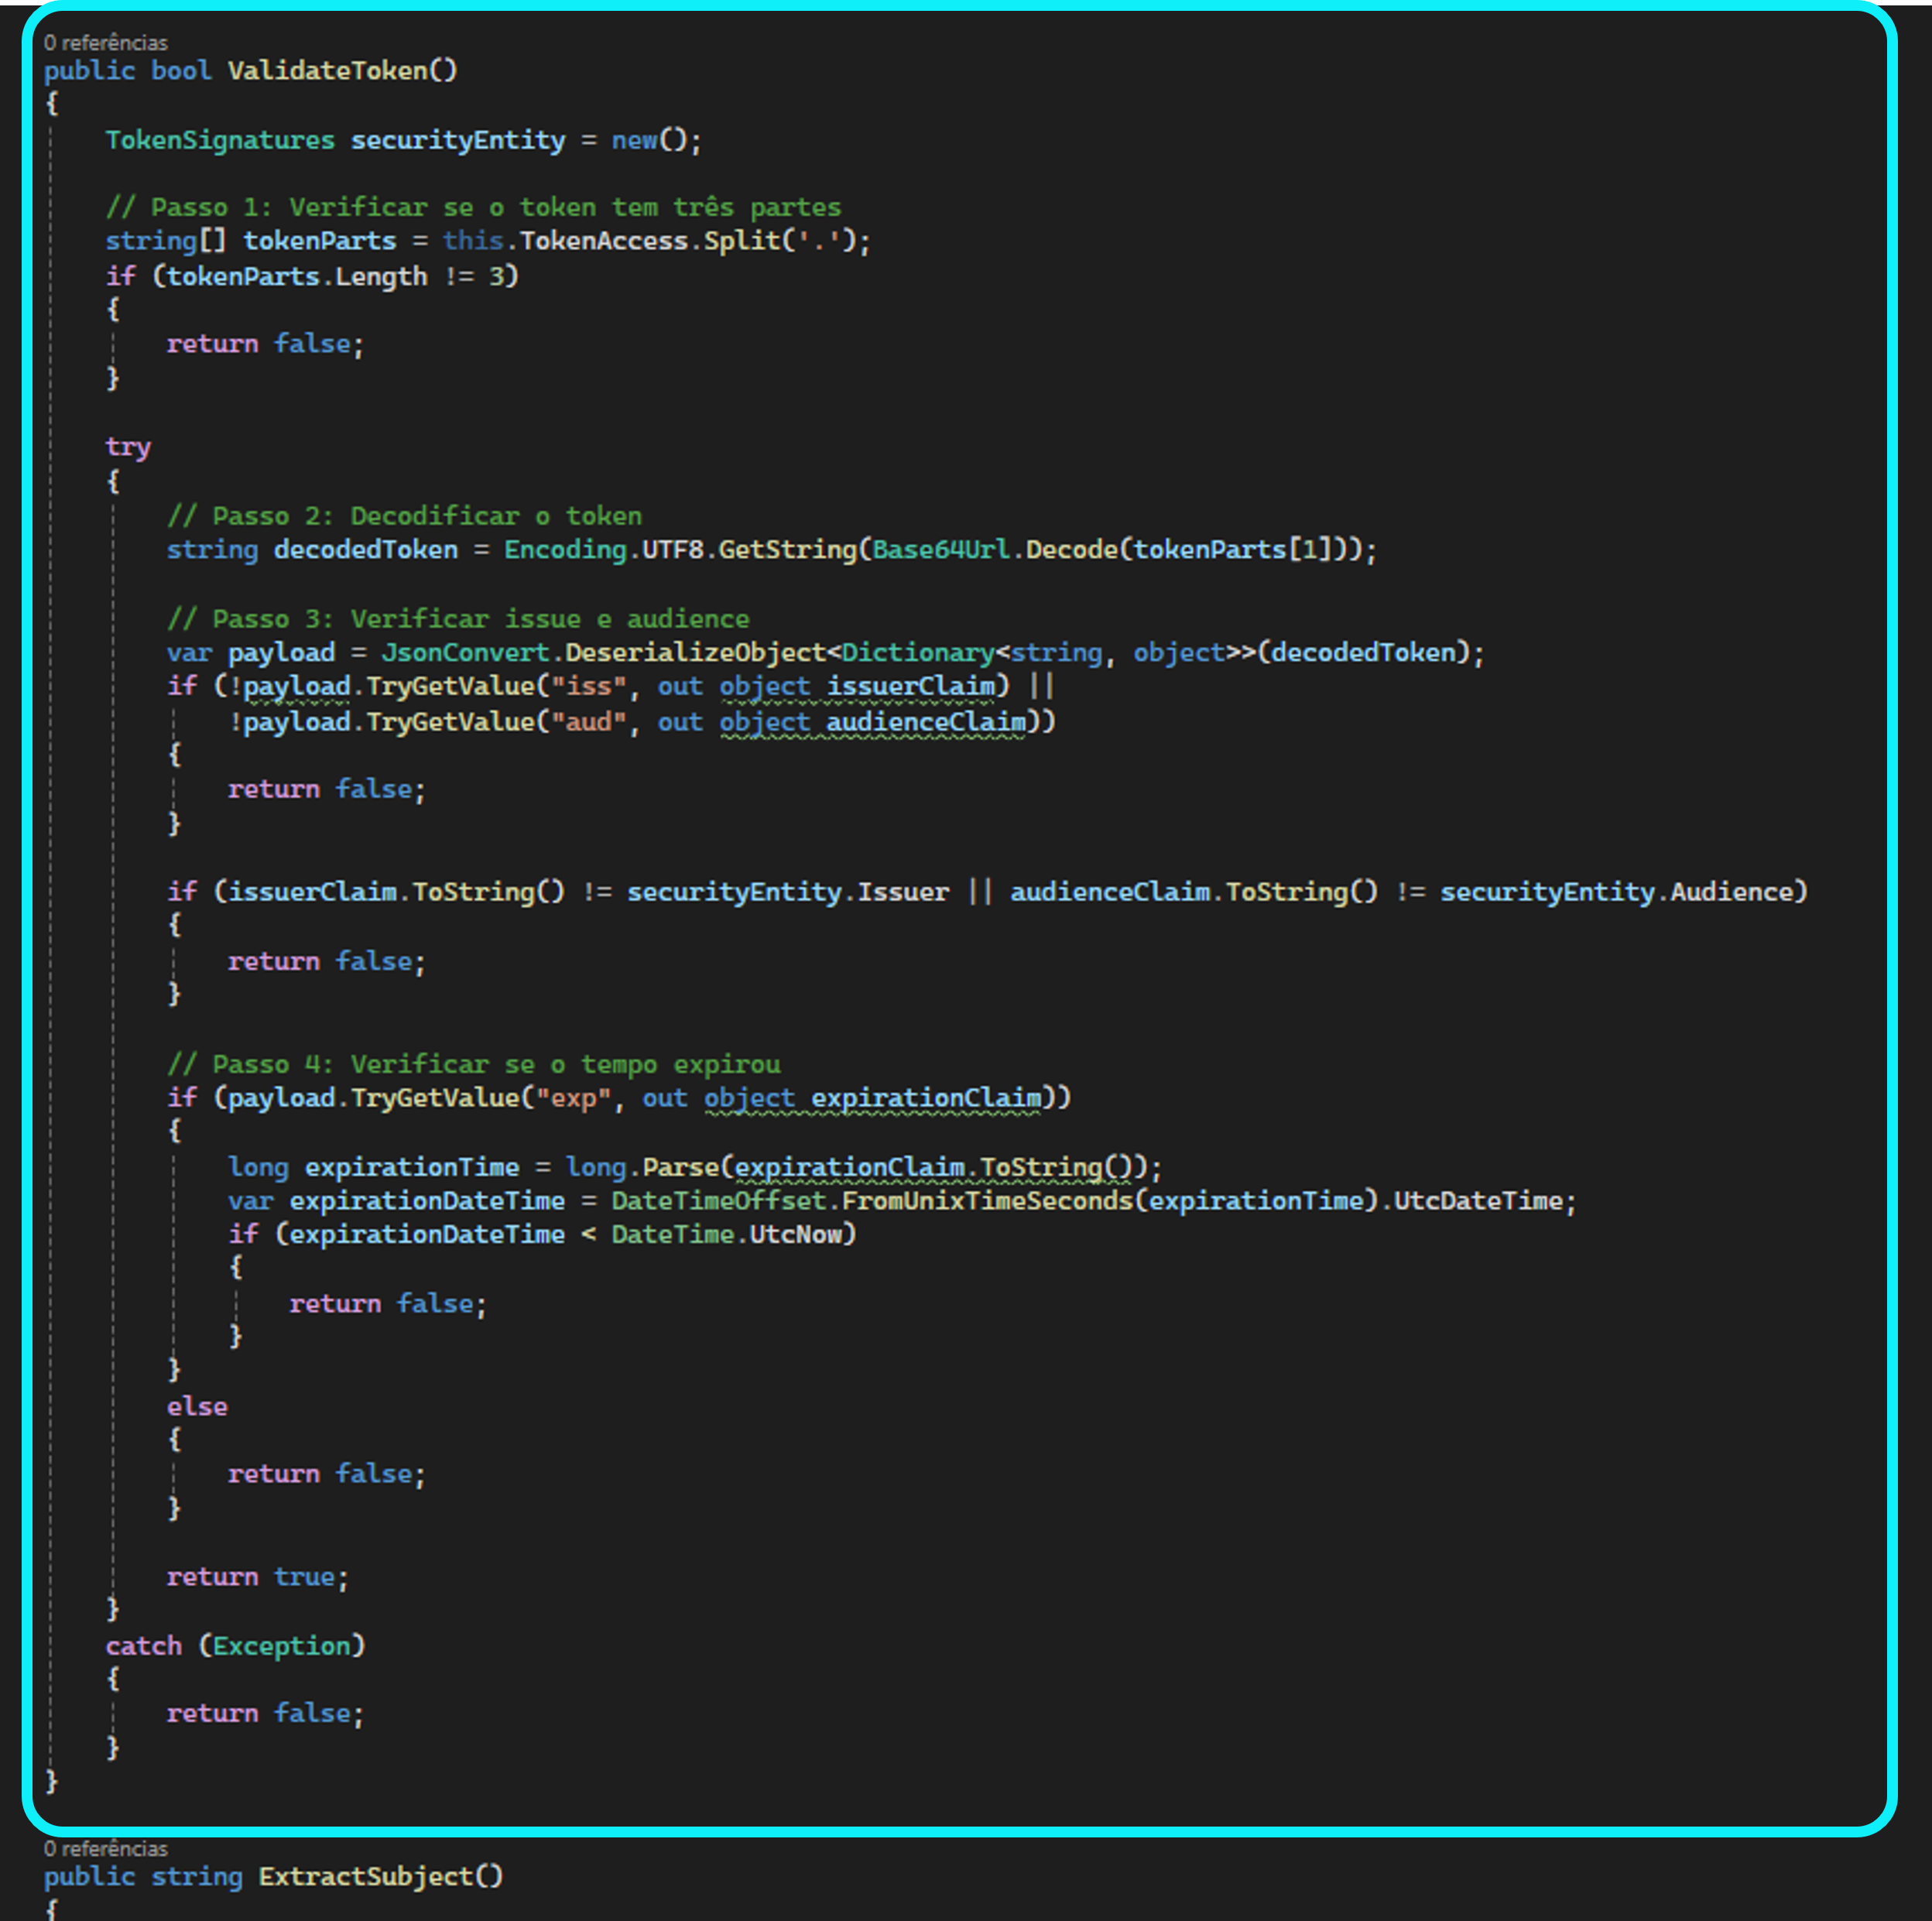 0 referências
public bool ValidateToken()
{
TokenSignatures securityEntity = new();
// Passo 1: Verificar se o token tem três partes
string[] tokenParts = this.TokenAccess.Split('.');
if (tokenParts.Length != 3)
{
return false;
}
try
{
// Passo 2: Decodificar o token
string decodedToken = Encoding.UTF8.GetString(Base64Url.Decode(tokenParts[1]));
// Passo 3: Verificar issue e audience
var payload = JsonConvert.DeserializeObject<Dictionary<string, object>>(decodedToken);
if (!payload.TryGetValue("iss", out object issuerClaim) ||
!payload.TryGetValue("aud", out object audienceClaim))
{
return false;
}
if (issuerClaim.ToString() != securityEntity.Issuer || audienceClaim.ToString() != securityEntity.Audience)
{
return false;
}
// Passo 4: Verificar se o tempo expirou
if (payload.TryGetValue("exp", out object expirationClaim))
{
long expirationTime = long.Parse(expirationClaim.ToString());
var expirationDateTime = DateTimeOffset.FromUnixTimeSeconds(expirationTime).UtcDateTime;
if (expirationDateTime < DateTime.UtcNow)
{
return false;
}
}
else
{
return false;
}
return true;
}
catch (Exception)
{
return false;
}
}
0 referências
public string ExtractSubject()
{